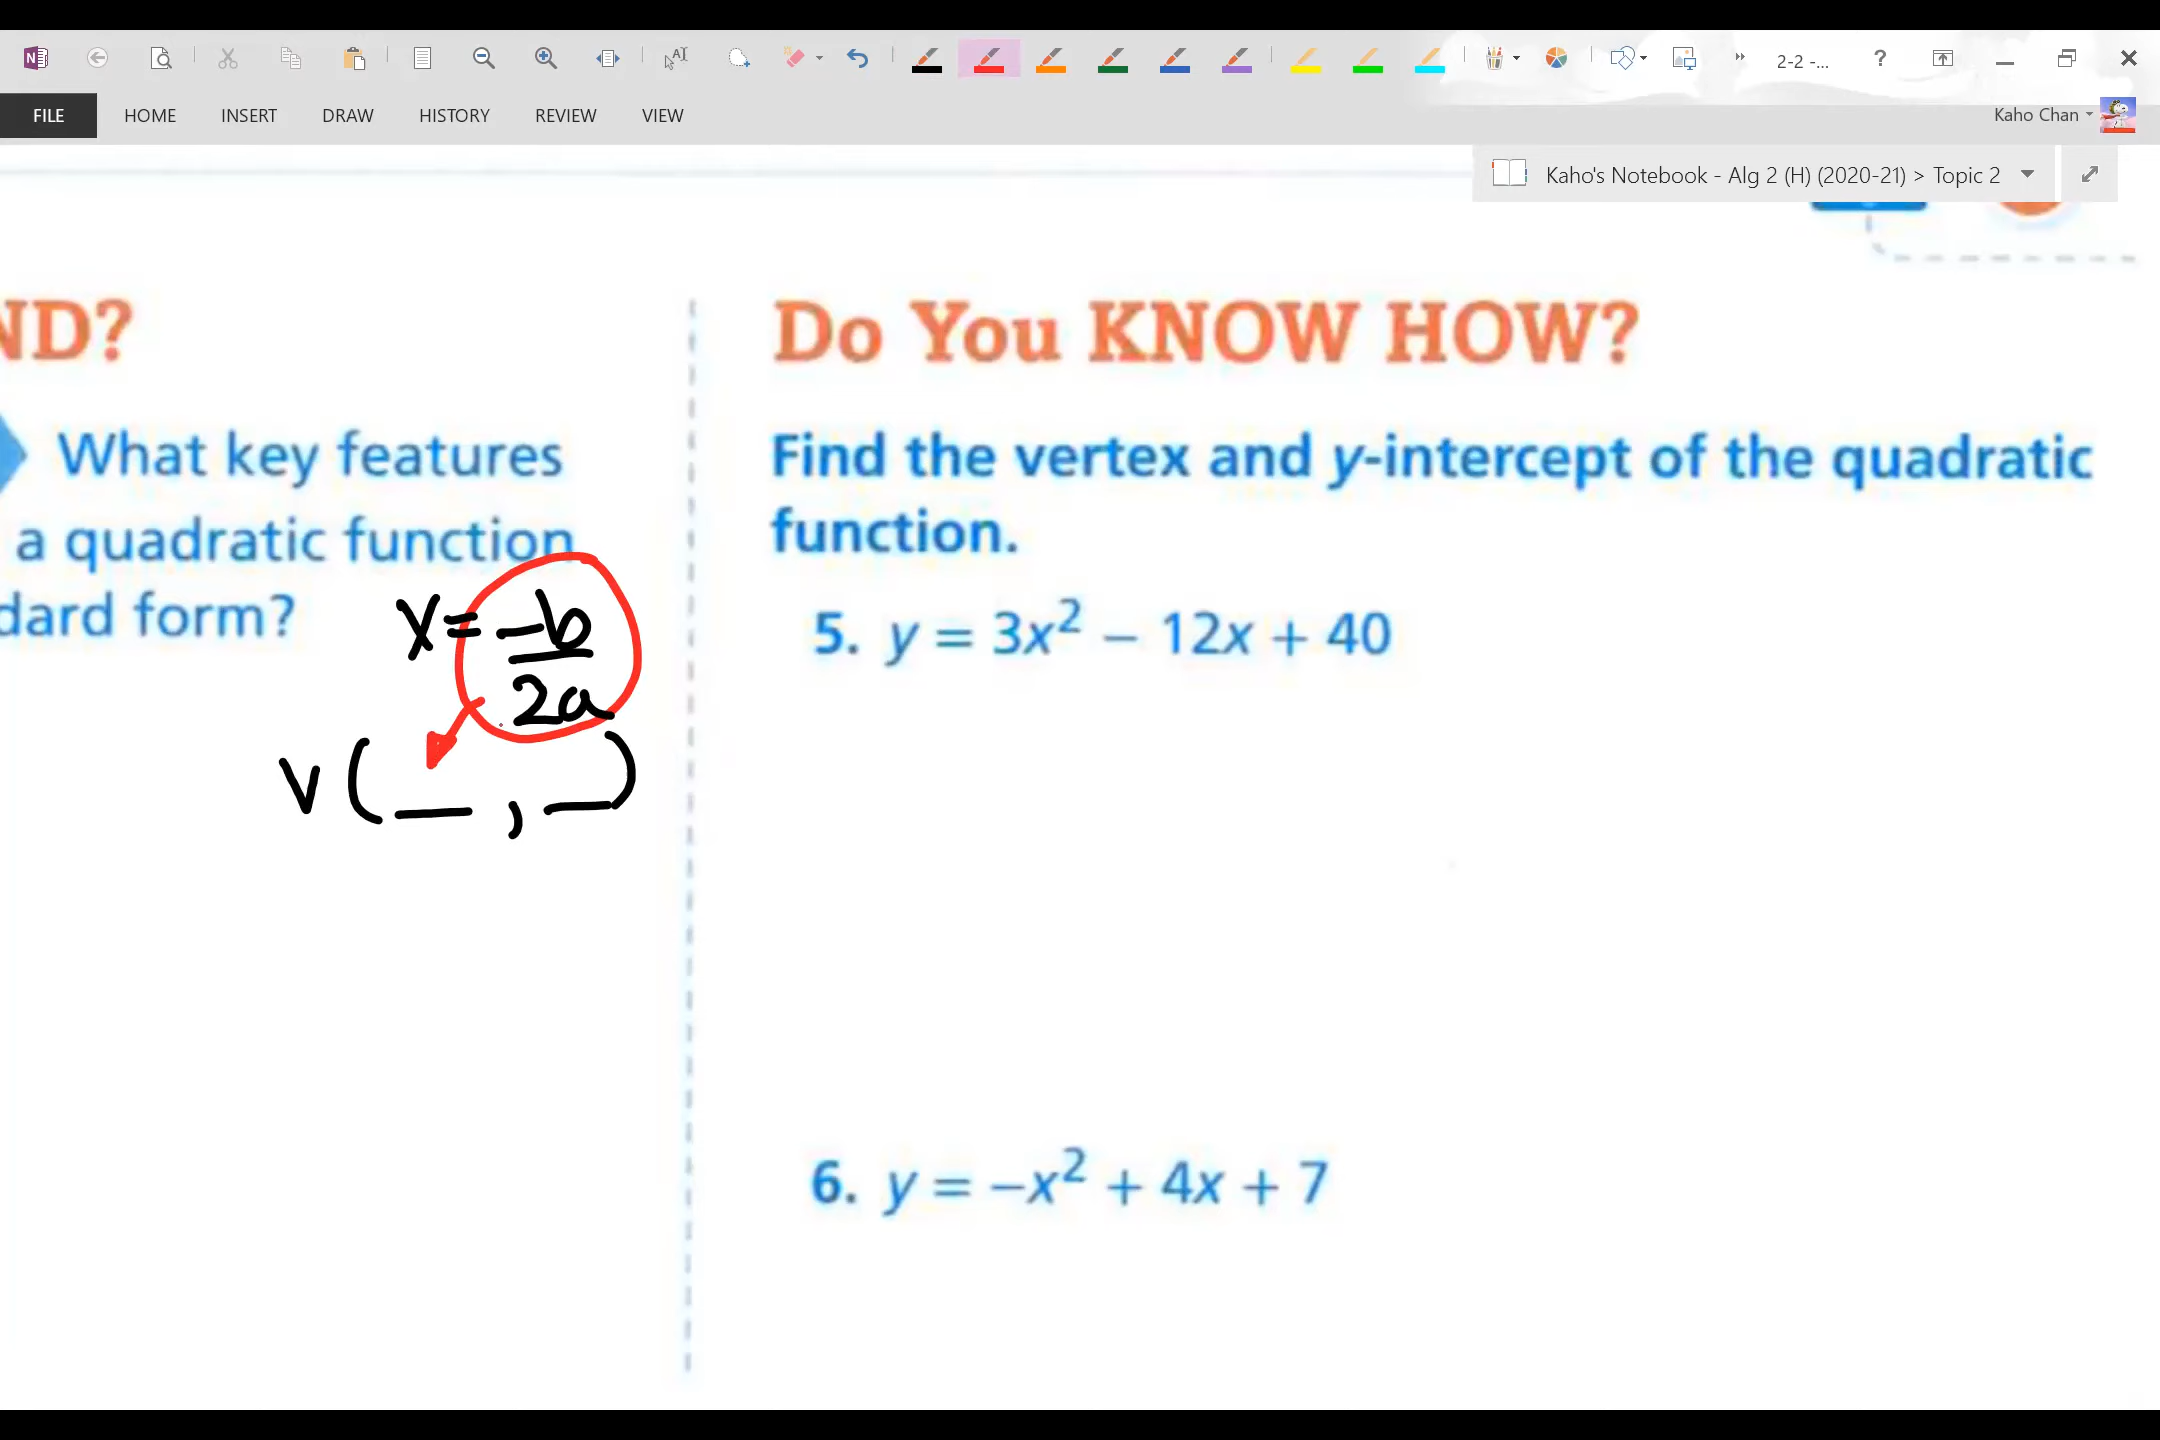 2-2 -...
FILE HOME INSERT DRAW HISTORY REVIEW VIEW
Kaho Chan
Kaho's Notebook - Alg 2 (H) (2020-21) > Topic 2
ND?
What key features
a quadratic function
dard form?
x = -b
2a
V ( __ , __ )
Do You KNOW HOW?
Find the vertex and y-intercept of the quadratic
function.
5. y = 3x² − 12x + 40
6. y = −x² + 4x + 7